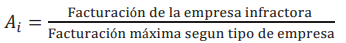 A_i = Facturación de la empresa infractora
Facturación máxima segun tipo de empresa